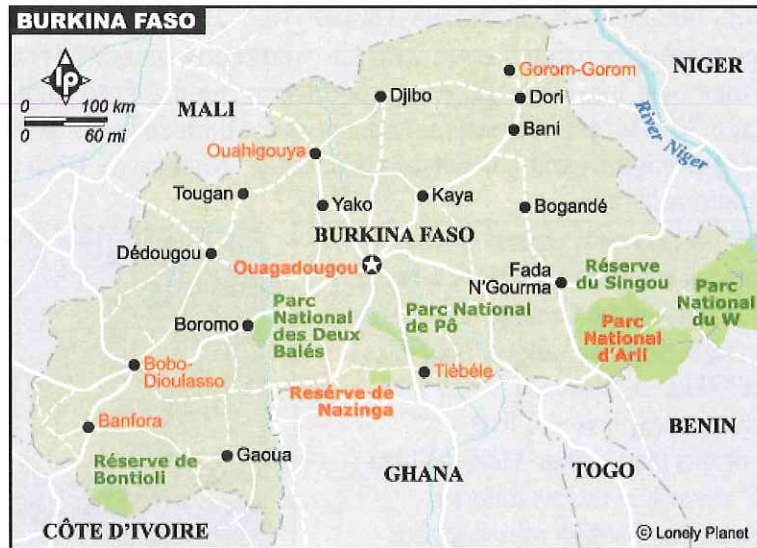 BURKINA FASO
lp
0 100 km
0 60 mi
MALI
NIGER
River Niger
Gorom-Gorom
Djibo
Dori
Bani
Ouahigouya
Tougan
Yako
Kaya
Bogandé
BURKINA FASO
Dédougou
Ouagadougou
Fada
N'Gourma
Réserve
du Singou
Parc
National
du W
Parc
National
des Deux
Balés
Parc National
de Pô
Parc
National
d'Arli
Boromo
Bobo-
Dioulasso
Tiébéle
Resérve de
Nazinga
Banfora
Gaoua
Réserve de
Bontioli
BENIN
GHANA
TOGO
CÔTE D'IVOIRE
© Lonely Planet